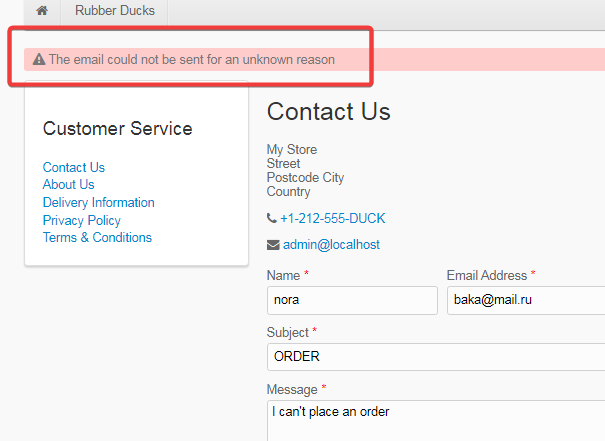 Rubber Ducks
The email could not be sent for an unknown reason
Customer Service
Contact Us
About Us
Delivery Information
Privacy Policy
Terms & Conditions
Contact Us
My Store
Street
Postcode City
Country
+1-212-555-DUCK
admin@localhost
Name *
Email Address *
nora
baka@mail.ru
Subject *
ORDER
Message *
I can't place an order